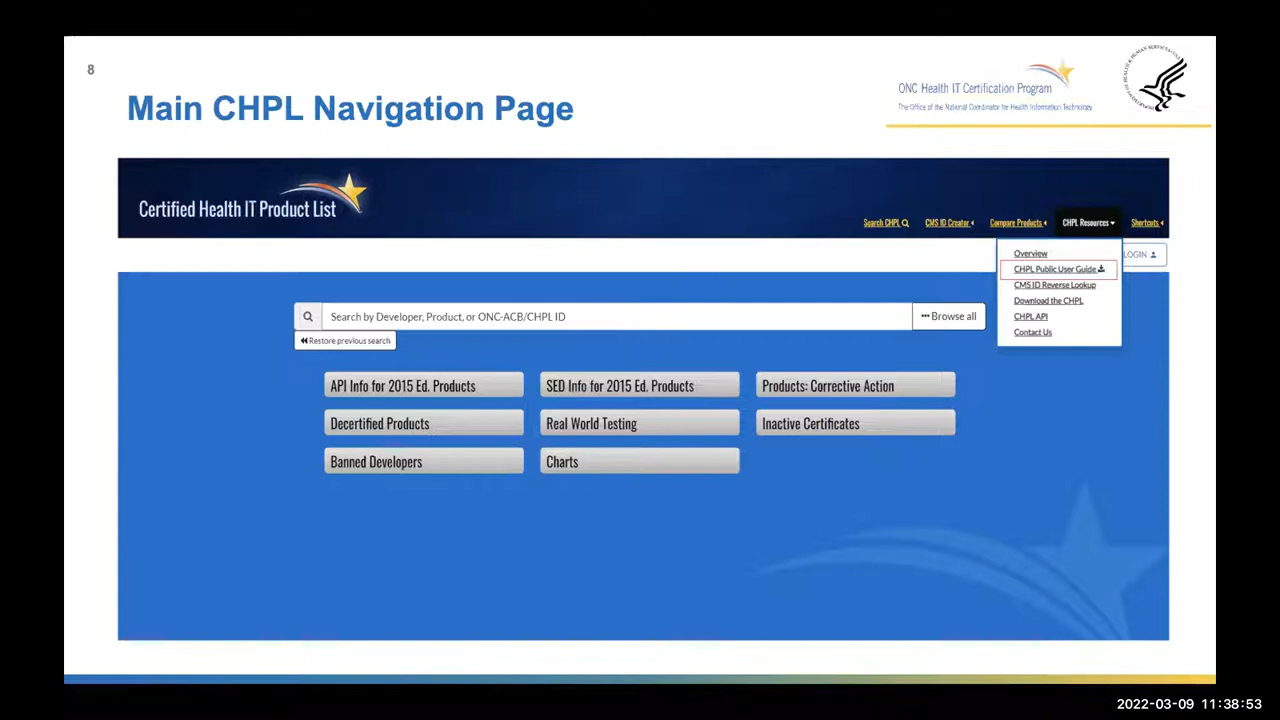 8
Main CHPL Navigation Page
ONC Health IT Certification Program
The Office of the National Coordinator for Health Information Technology
Certified Health IT Product List
Search CHPL
CMS ID Creator
Compare Products
CHPL Resources
Shortcuts
Overview
CHPL Public User Guide
CMS ID Reverse Lookup
Download the CHPL
CHPL API
Contact Us
LOGIN
Search by Developer, Product, or ONC-ACB/CHPL ID
Browse all
Restore previous search
API Info for 2015 Ed. Products
SED Info for 2015 Ed. Products
Products: Corrective Action
Decertified Products
Real World Testing
Inactive Certificates
Banned Developers
Charts
2022-03-09 11:38:53